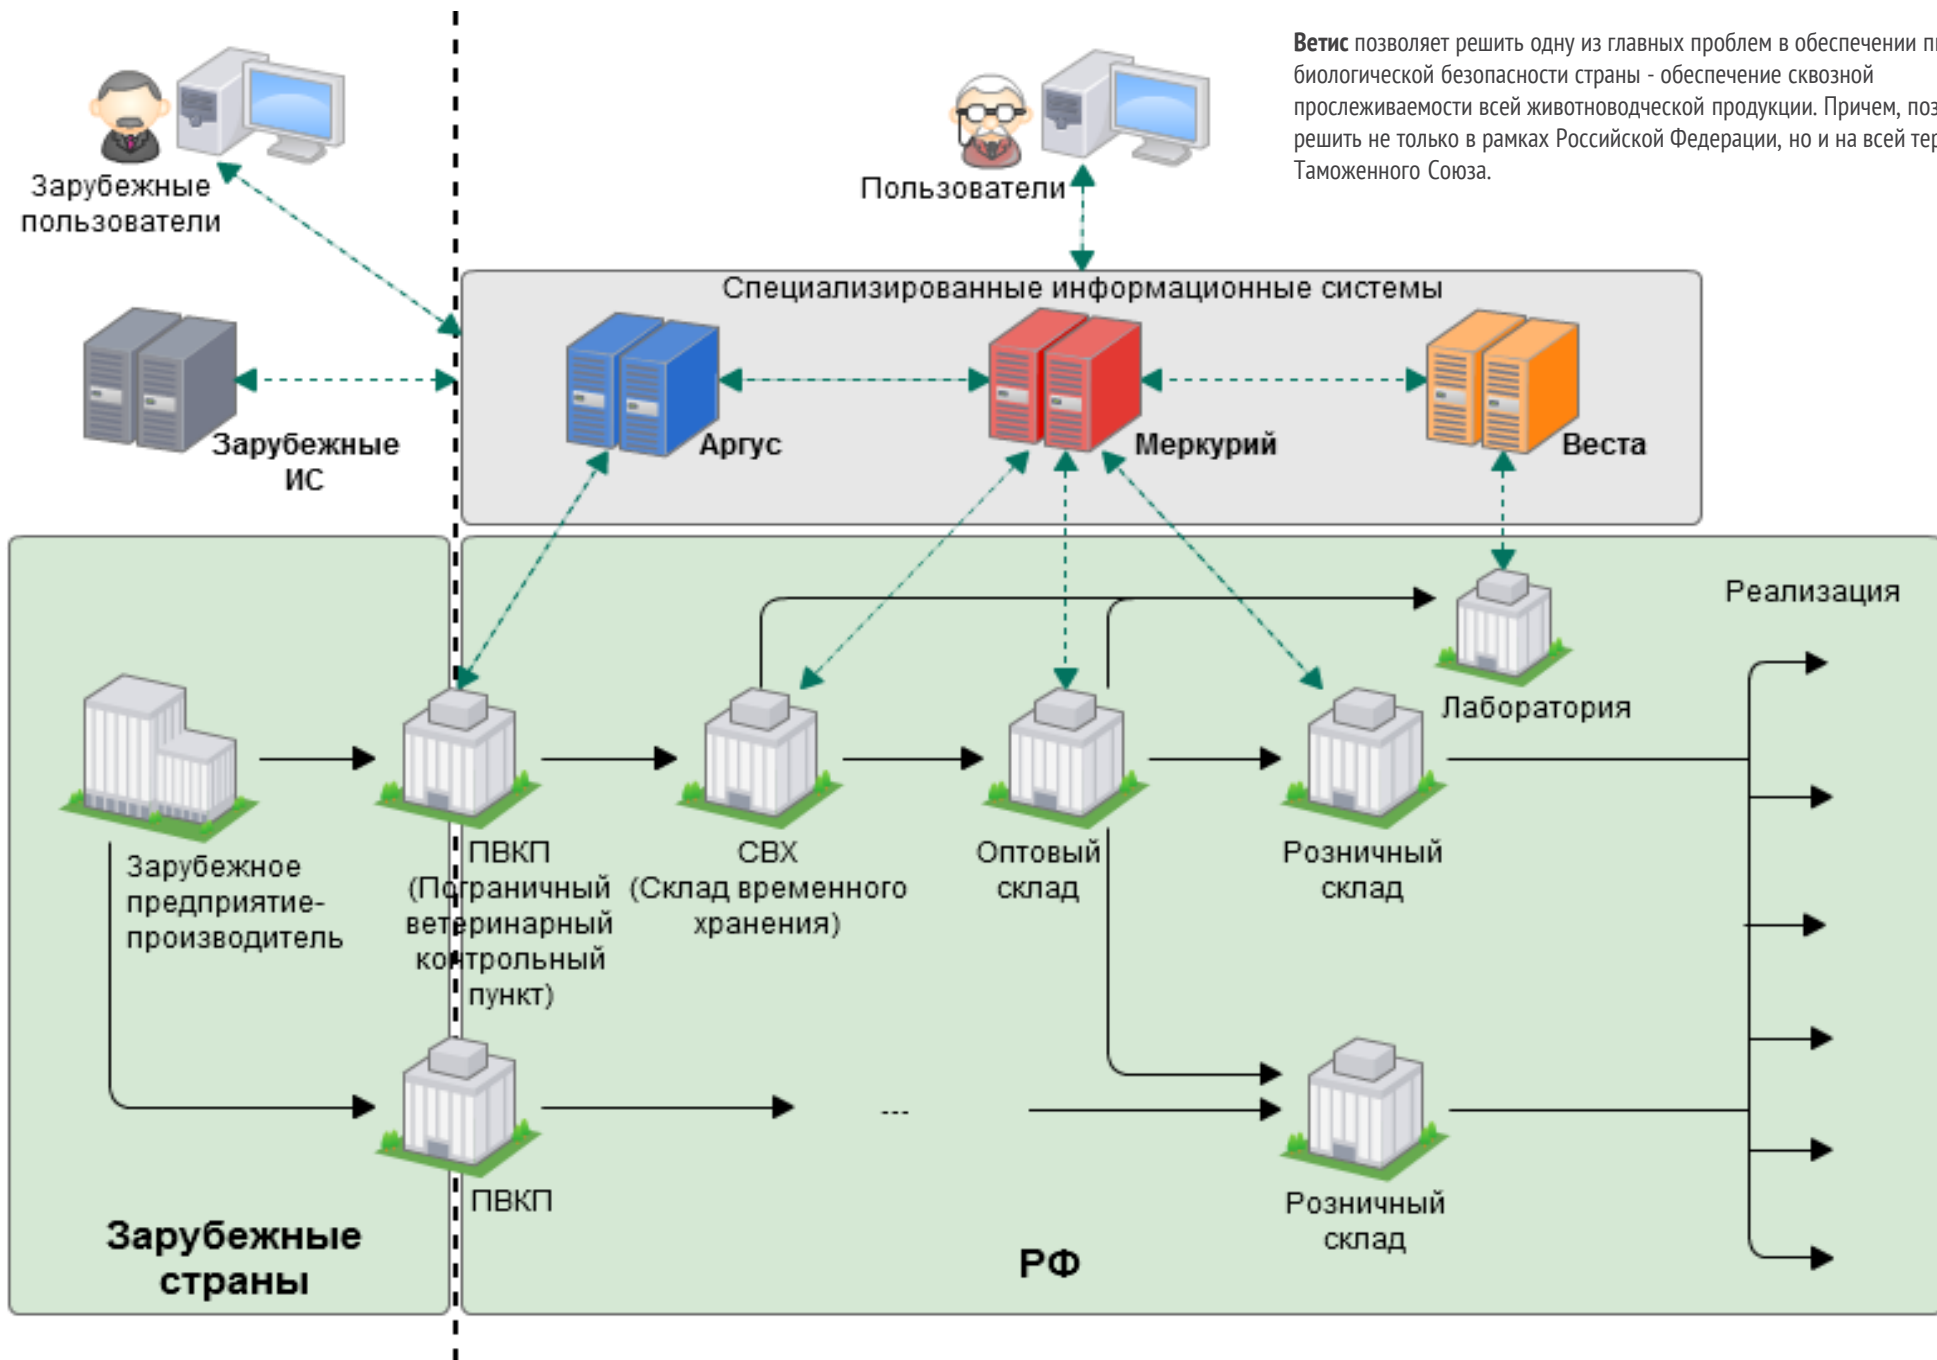 Ветис позволяет решить одну из главных проблем в обеспечении
биологической безопасности страны - обеспечение сквозной
прослеживаемости всей животноводческой продукции. Причем,
решить не только в рамках Российской Федерации, но и на всей
Таможенного Союза.
Зарубежные
пользователи
Пользователи
Специализированные информационные системы
Зарубежные
ИС
Аргус
Меркурий
Веста
Реализация
Лаборатория
Зарубежное
предприятие-
производитель
ПВКП
(Пограничный
ветеринарный
контрольный
пункт)
СВХ
(Склад временного
хранения)
Оптовый
склад
Розничный
склад
---
ПВКП
Розничный
склад
Зарубежные
страны
РФ